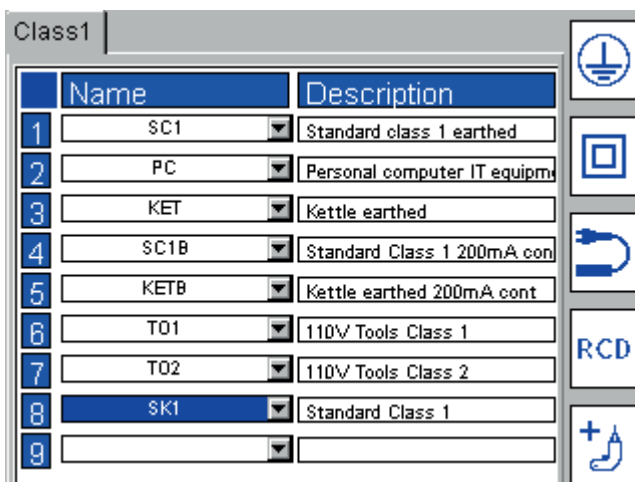 Class1
Name Description
1 SC1 Standard class 1 earthed
2 PC Personal computer IT equipm
3 KET Kettle earthed
4 SC1B Standard Class 1 200mA con
5 KETB Kettle earthed 200mA cont
6 TO1 110V Tools Class 1
7 TO2 110V Tools Class 2
8 SK1 Standard Class 1
9
RCD